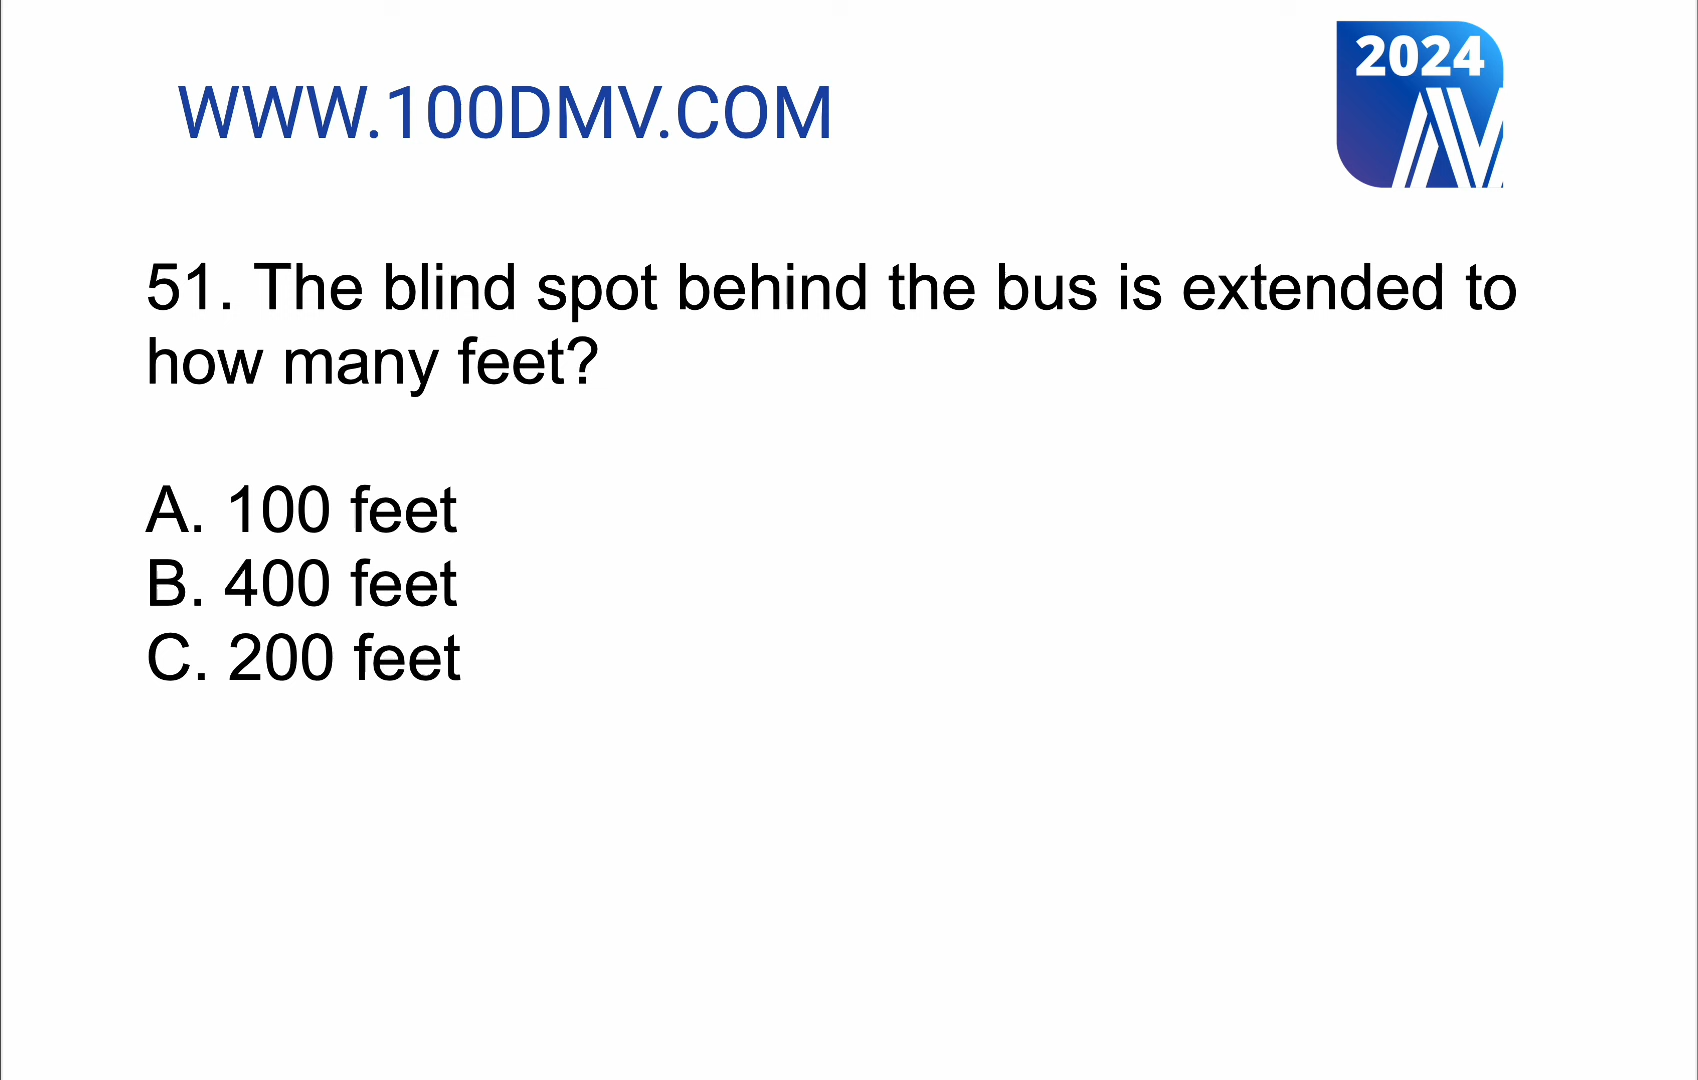 WWW.100DMV.COM
2024
51. The blind spot behind the bus is extended to
how many feet?
A. 100 feet
B. 400 feet
C. 200 feet